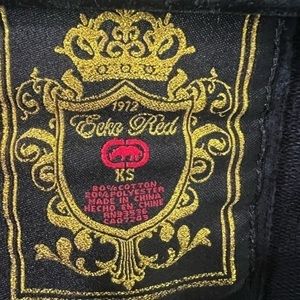 1972
Ecko Red
XS
80%COTTON
20%POLYESTER
MADE IN CHINA
HECHO EN CHINE